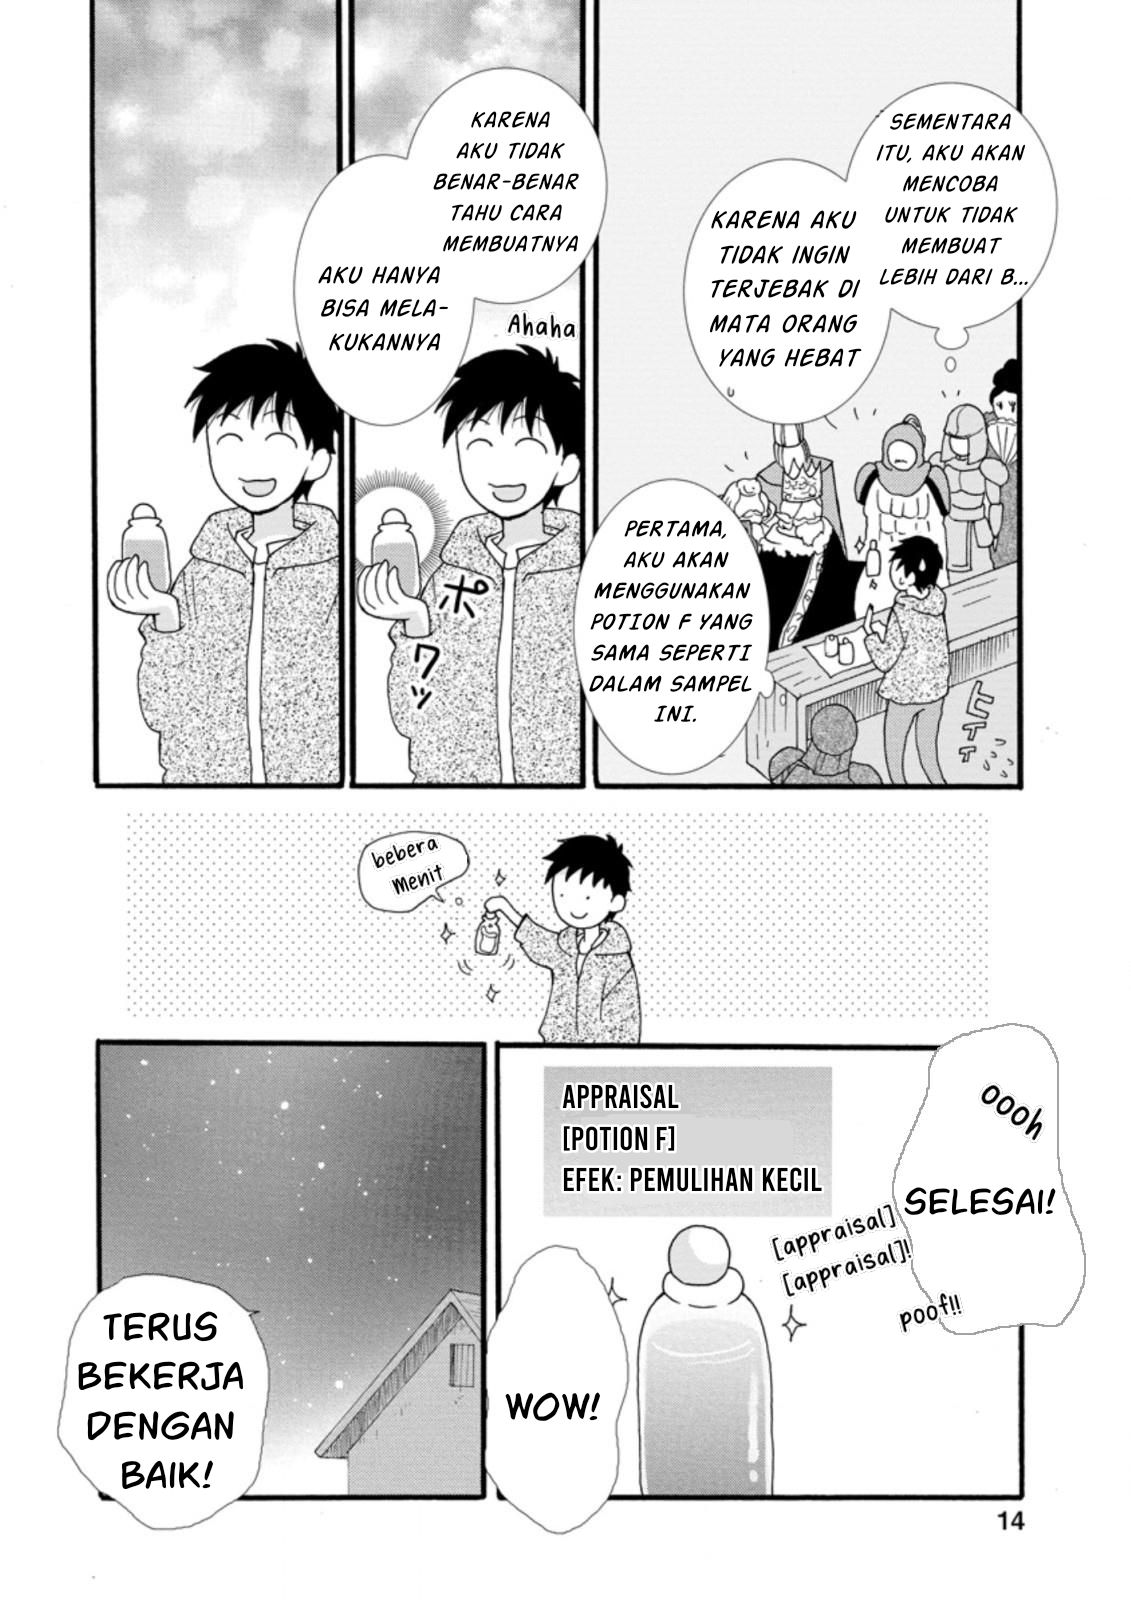 SEMENTARA
ITU, AKU AKAN
MENCOBA
UNTUK TIDAK
MEMBUAT
LEBIH DARI B...
KARENA AKU
TIDAK INGIN
TERJEBAK DI
MATA ORANG
YANG HEBAT
PERTAMA,
AKU AKAN
MENGGUNAKAN
POTION F YANG
SAMA SEPERTI
DALAM SAMPEL
INI.
KARENA
AKU TIDAK
BENAR-BENAR
TAHU CARA
MEMBUATNYA
AKU HANYA
BISA MELA-
KUKANNYA
Ahaha
ポワッ
bebera
menit
oooh
SELESAI!
APPRAISAL
[POTION F]
EFEK: PEMULIHAN KECIL
[appraisal]
[appraisal]!
poof!!
WOW!
TERUS
BEKERJA
DENGAN
BAIK!
14